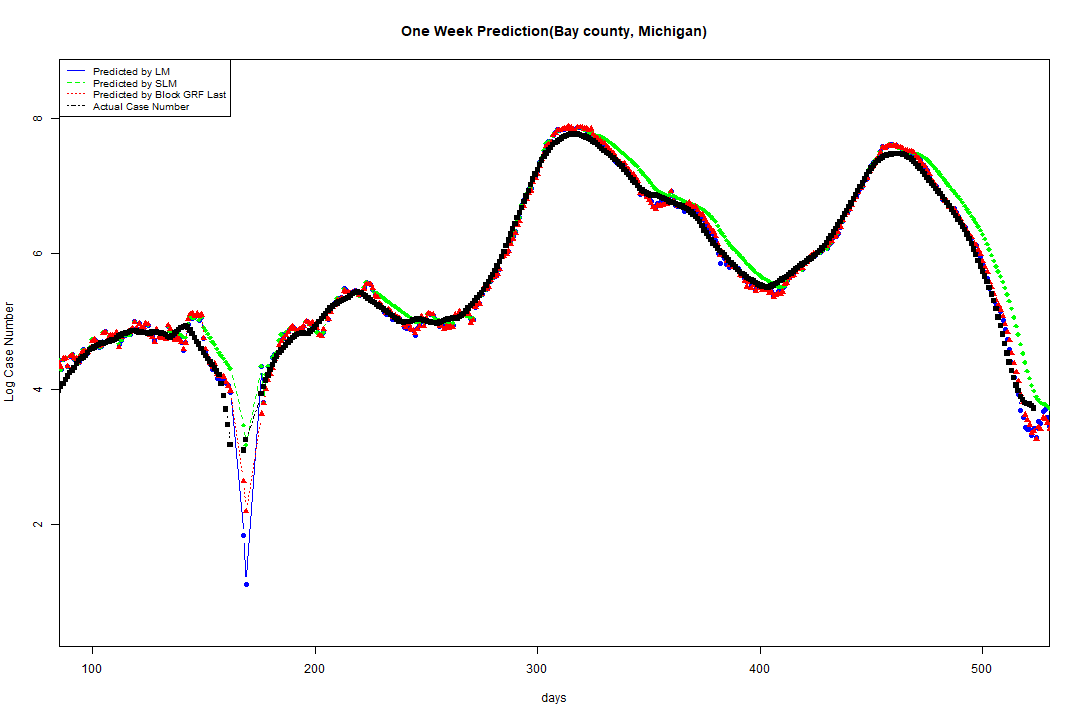 One Week Prediction(Bay county, Michigan)
Predicted by LM
Predicted by SLM
Predicted by Block GRF Last
Actual Case Number
8
6
4
2
Log Case Number
100 200 300 400 500
days